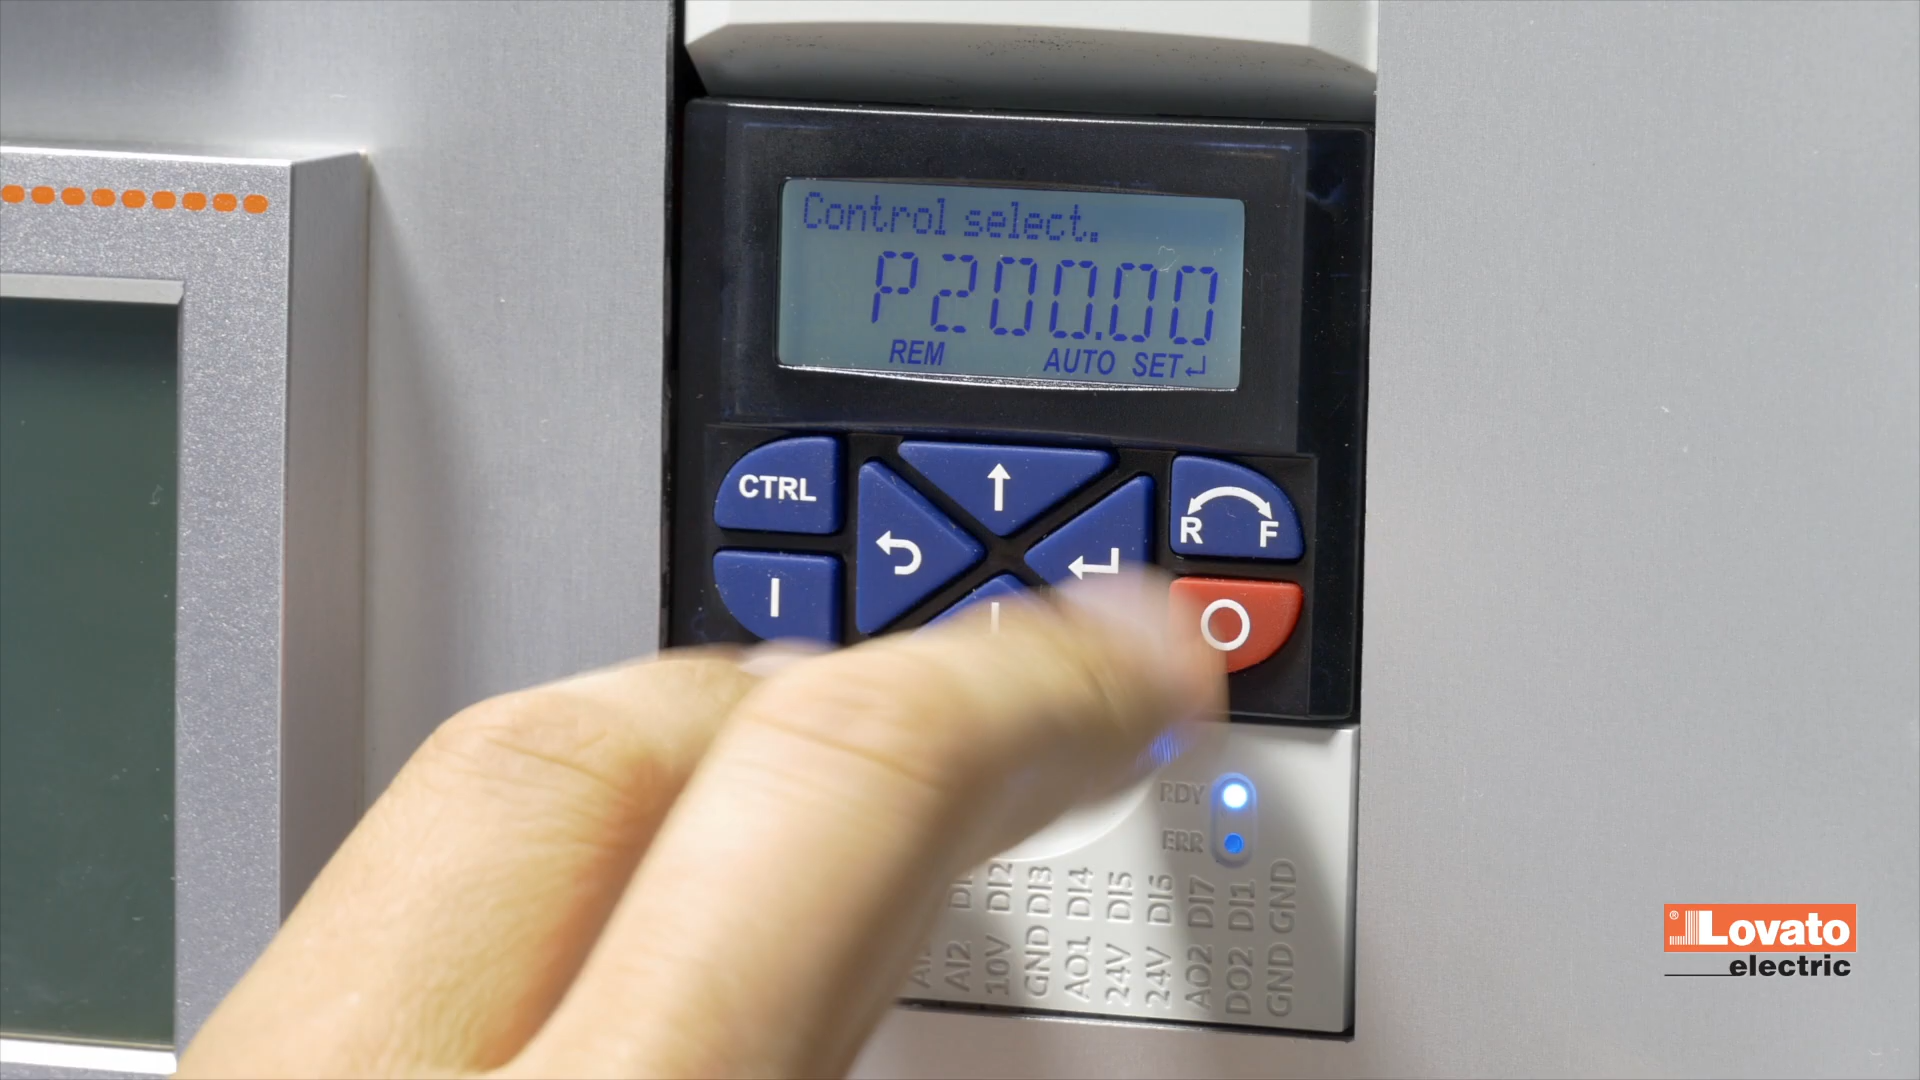 Control select.
P200.00
REM AUTO SET
CTRL
R F
I
O
RDY
ERR
DI2 DI3 DI4 DI5 DI6 DI7 DI1 GND
AI2 10V GND AO1 24V 24V AO2 DO2 GND
® Lovato
electric